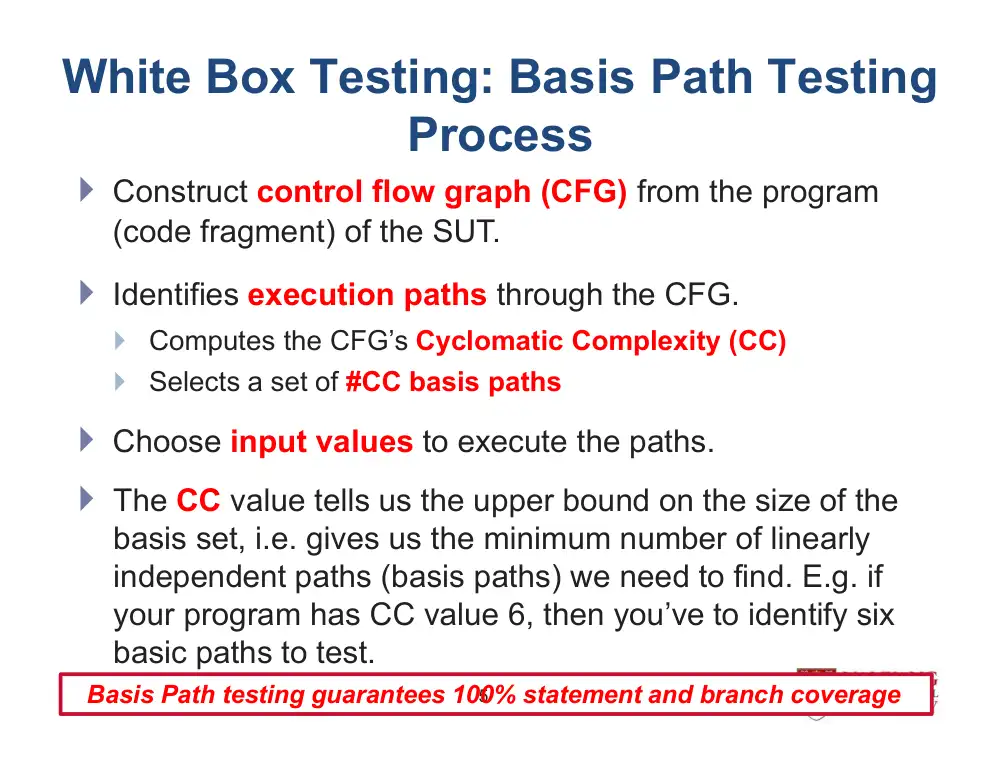 White Box Testing: Basis Path Testing
Process
Construct control flow graph (CFG) from the program
(code fragment) of the SUT.
Identifies execution paths through the CFG.
Computes the CFG’s Cyclomatic Complexity (CC)
Selects a set of #CC basis paths
Choose input values to execute the paths.
The CC value tells us the upper bound on the size of the
basis set, i.e. gives us the minimum number of linearly
independent paths (basis paths) we need to find. E.g. if
your program has CC value 6, then you’ve to identify six
basic paths to test.
Basis Path testing guarantees 100% statement and branch coverage